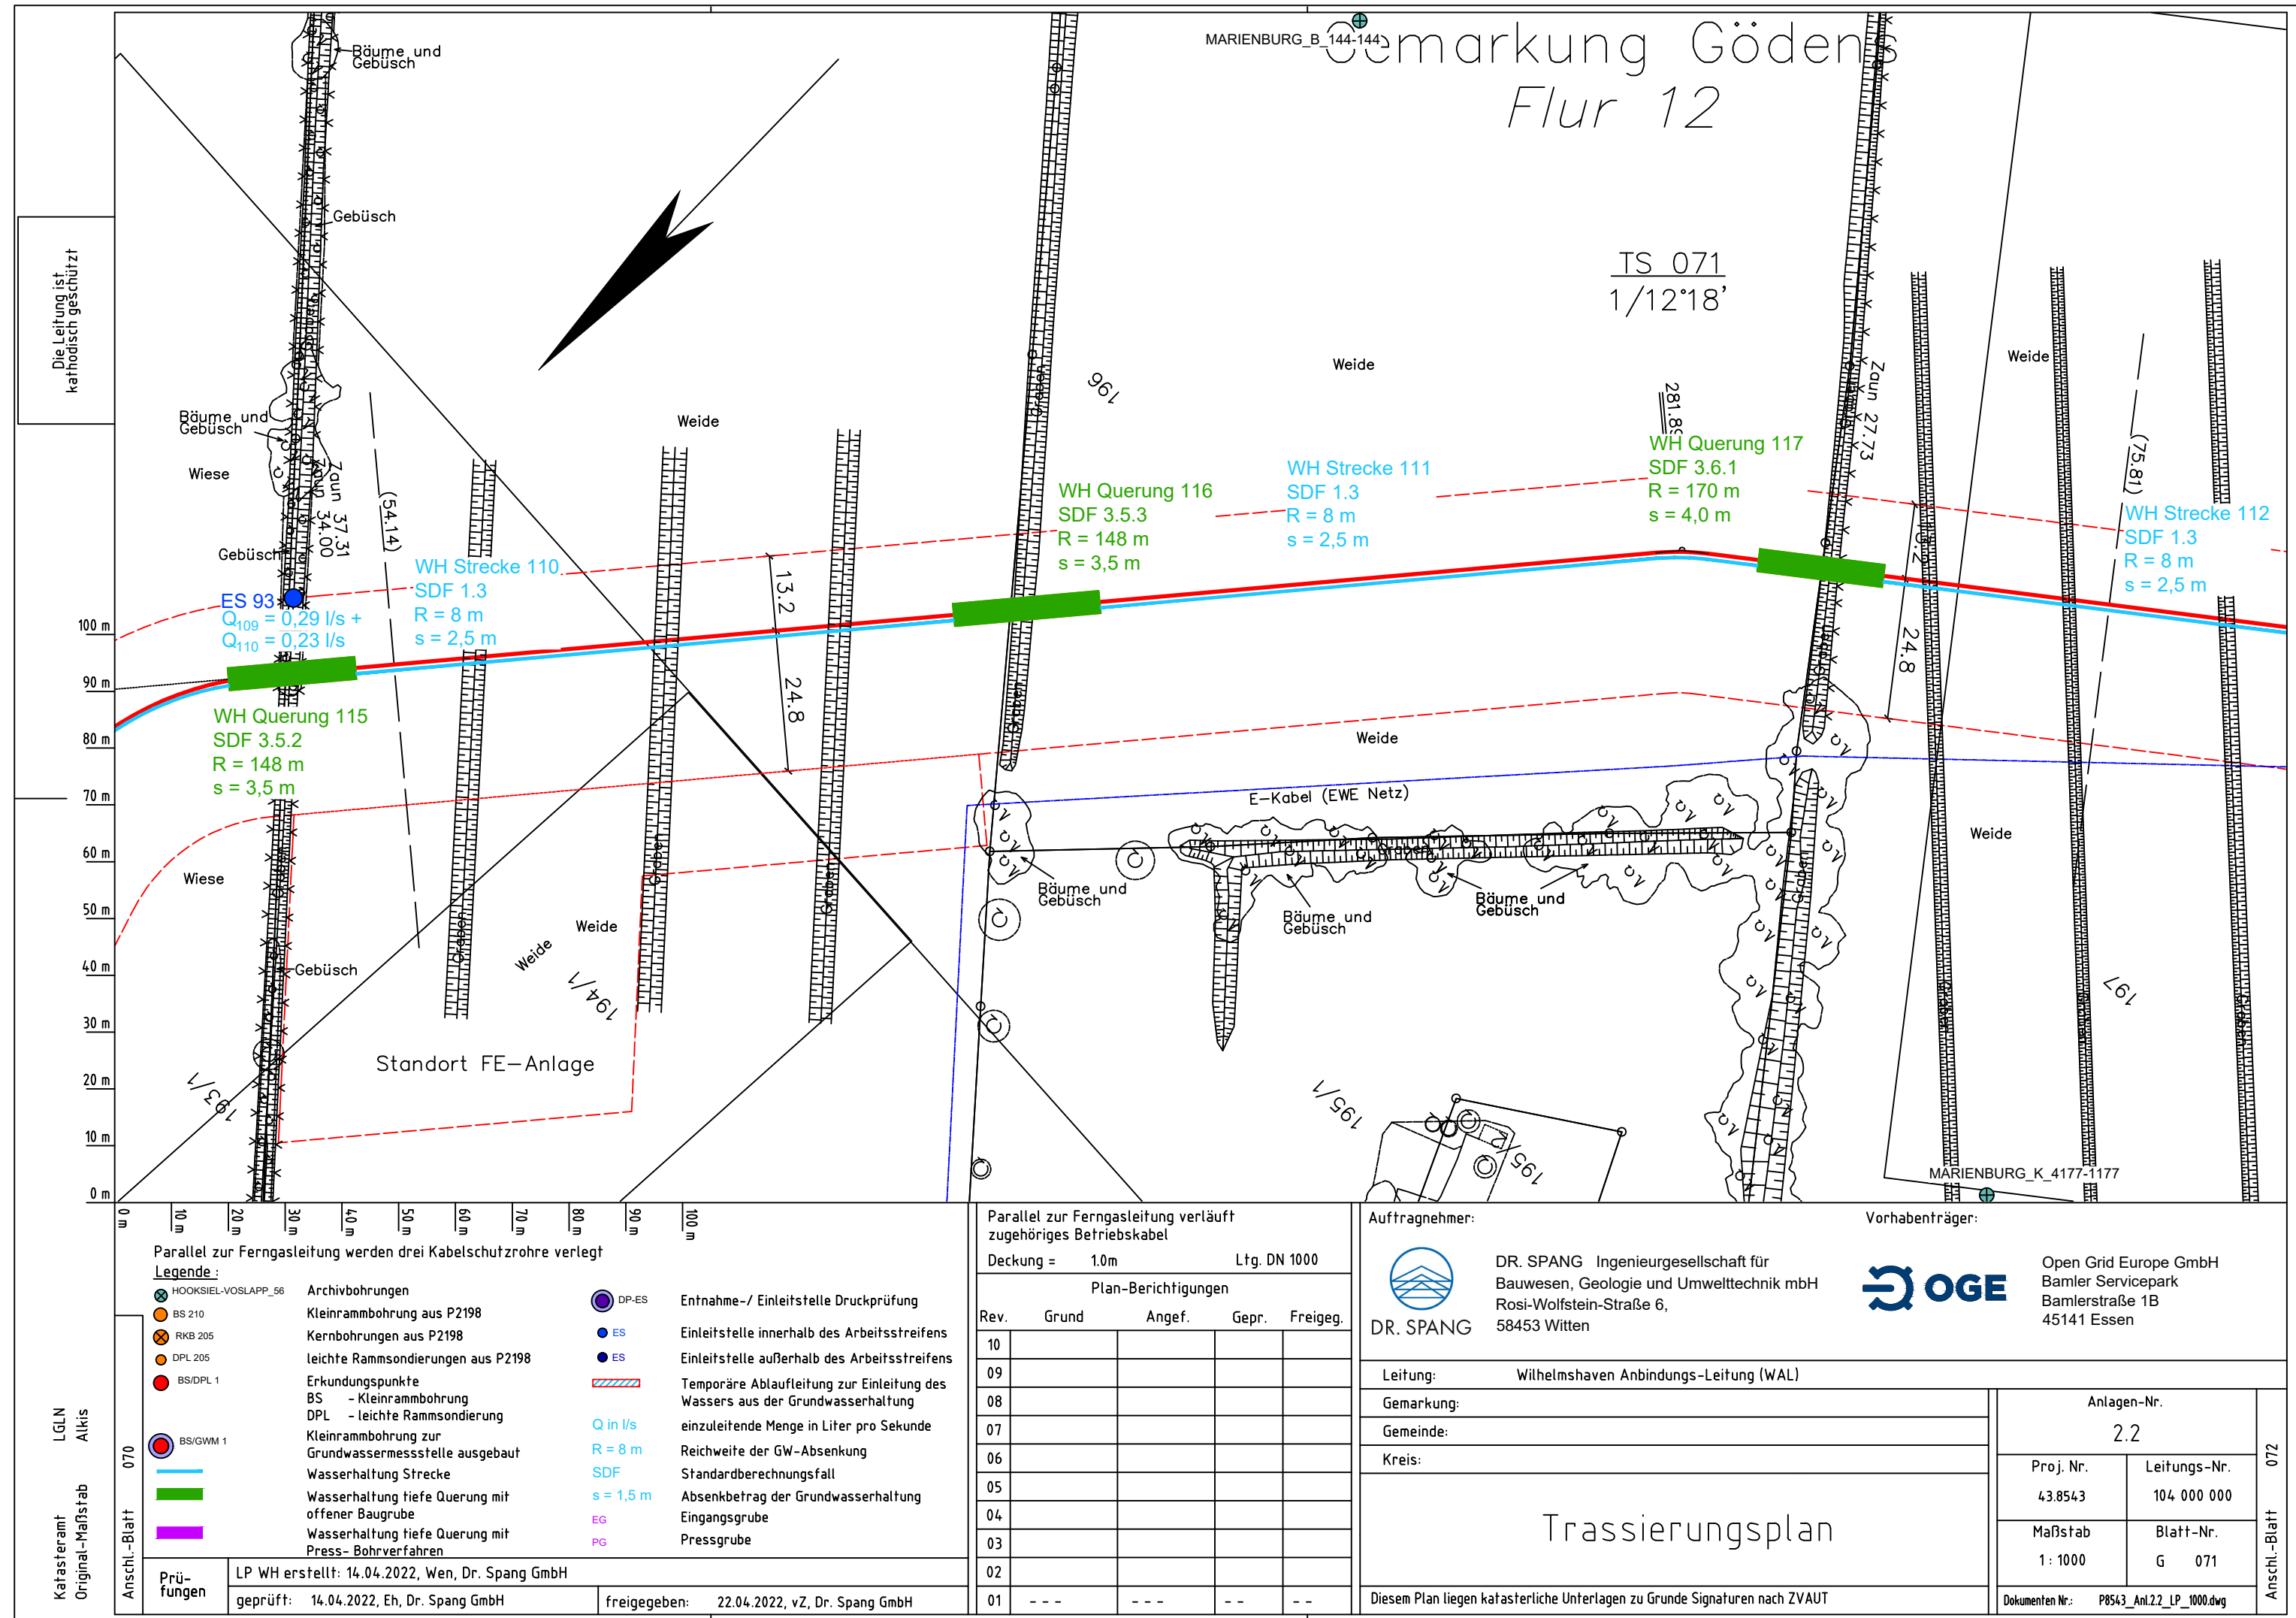 MARIENBURG_B_144-144
Gemarkung Gödens
Flur 12
Bäume und
Gebüsch
Die Leitung ist
kathodisch geschützt
Gebüsch
TS 071
1/12°18'
Graben
Graben
196
Weide
Weide
281.89
Zaun 27.73
(75.81)
Bäume und
Gebüsch
Weide
Wiese
Zaun 37.31
Zaun 34.00
(54.14)
Gebüsch
WH Querung 117
SDF 3.6.1
R = 170 m
s = 4,0 m
WH Strecke 111
SDF 1.3
R = 8 m
s = 2,5 m
WH Querung 116
SDF 3.5.3
R = 148 m
s = 3,5 m
WH Strecke 112
SDF 1.3
R = 8 m
s = 2,5 m
WH Strecke 110
SDF 1.3
R = 8 m
s = 2,5 m
13.2
24.8
13.2
24.8
ES 93
Q109 = 0,29 l/s +
Q110 = 0,23 l/s
WH Querung 115
SDF 3.5.2
R = 148 m
s = 3,5 m
100 m
90 m
80 m
70 m
60 m
50 m
40 m
30 m
20 m
10 m
0 m
Weide
E-Kabel (EWE Netz)
Weide
Graben
Graben
Graben
Graben
Graben
Graben
Bäume und
Gebüsch
Bäume und
Gebüsch
Bäume und
Gebüsch
Wiese
Weide
Weide
Gebüsch
194/1
197
Standort FE-Anlage
193/1
195/1
195/2
MARIENBURG_K_4177-1177
0 m
10 m
20 m
30 m
40 m
50 m
60 m
70 m
80 m
90 m
100 m
Parallel zur Ferngasleitung werden drei Kabelschutzrohre verlegt
Legende :
HOOKSIEL-VOSLAPP_56 Archivbohrungen
BS 210 Kleinrammbohrung aus P2198
RKB 205 Kernbohrungen aus P2198
DPL 205 leichte Rammsondierungen aus P2198
BS/DPL 1 Erkundungspunkte
BS - Kleinrammbohrung
DPL - leichte Rammsondierung
BS/GWM 1 Kleinrammbohrung zur
Grundwassermessstelle ausgebaut
Wasserhaltung Strecke
Wasserhaltung tiefe Querung mit
offener Baugrube
Wasserhaltung tiefe Querung mit
Press- Bohrverfahren
DP-ES Entnahme-/ Einleitstelle Druckprüfung
ES Einleitstelle innerhalb des Arbeitsstreifens
ES Einleitstelle außerhalb des Arbeitsstreifens
Temporäre Ablaufleitung zur Einleitung des
Wassers aus der Grundwasserhaltung
Q in l/s einzuleitende Menge in Liter pro Sekunde
R = 8 m Reichweite der GW-Absenkung
SDF Standardberechnungsfall
s = 1,5 m Absenkbetrag der Grundwasserhaltung
EG Eingangsgrube
PG Pressgrube
Katasteramt LGLN
Original-Maßstab Alkis
Anschl.-Blatt 070
Prü-
fungen
LP WH erstellt: 14.04.2022, Wen, Dr. Spang GmbH
geprüft: 14.04.2022, Eh, Dr. Spang GmbH
freigegeben: 22.04.2022, vZ, Dr. Spang GmbH
Parallel zur Ferngasleitung verläuft
zugehöriges Betriebskabel
Deckung = 1.0m Ltg. DN 1000
Plan-Berichtigungen
Rev. Grund Angef. Gepr. Freigeg.
10
09
08
07
06
05
04
03
02
01 --- --- -- --
Auftragnehmer:
DR. SPANG
DR. SPANG Ingenieurgesellschaft für
Bauwesen, Geologie und Umwelttechnik mbH
Rosi-Wolfstein-Straße 6,
58453 Witten
Vorhabenträger:
OGE
Open Grid Europe GmbH
Bamler Servicepark
Bamlerstraße 1B
45141 Essen
Leitung: Wilhelmshaven Anbindungs-Leitung (WAL)
Gemarkung:
Gemeinde:
Kreis:
Trassierungsplan
Diesem Plan liegen katasterliche Unterlagen zu Grunde Signaturen nach ZVAUT
Anlagen-Nr.
2.2
Proj. Nr.
43.8543
Leitungs-Nr.
104 000 000
Maßstab
1 : 1000
Blatt-Nr.
G 071
Dokumenten Nr.: P8543_Anl.2.2_LP_1000.dwg
Anschl.-Blatt 072